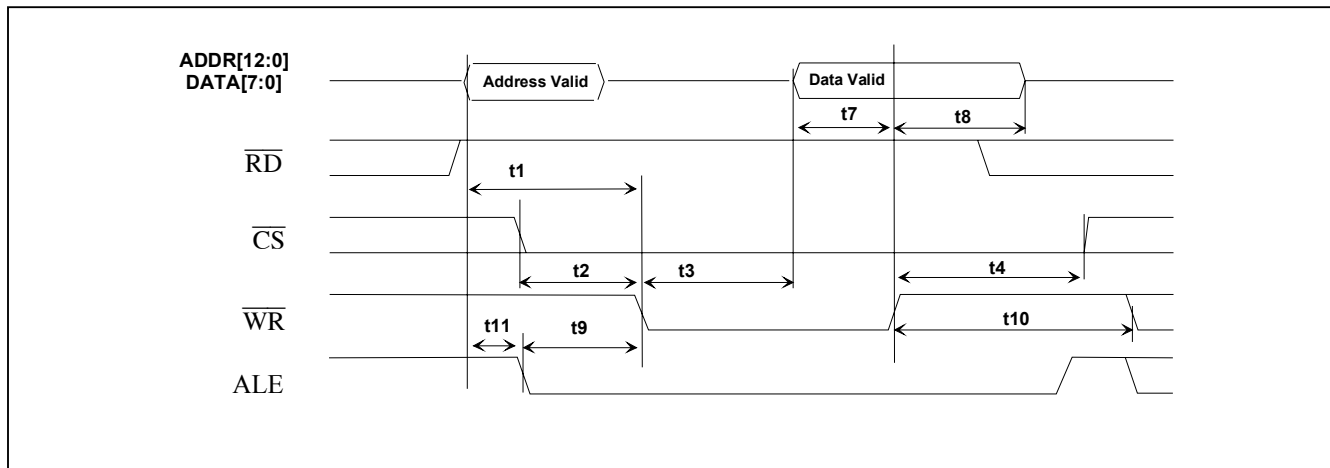 ADDR[12:0]
DATA[7:0]
Address Valid
Data Valid
t7
t8
RD
t1
CS
t2
t3
t4
WR
t11
t9
t10
ALE